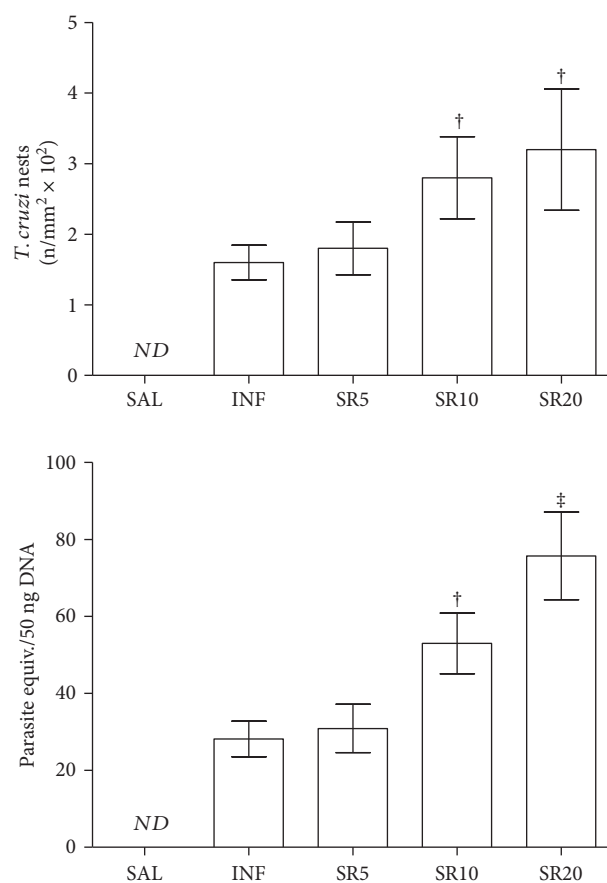 5
4
3
2
1
0
T. cruzi nests
(n/mm² × 10²)
†
†
ND
SAL INF SR5 SR10 SR20
100
80
60
40
20
0
Parasite equiv./50 ng DNA
‡
†
ND
SAL INF SR5 SR10 SR20